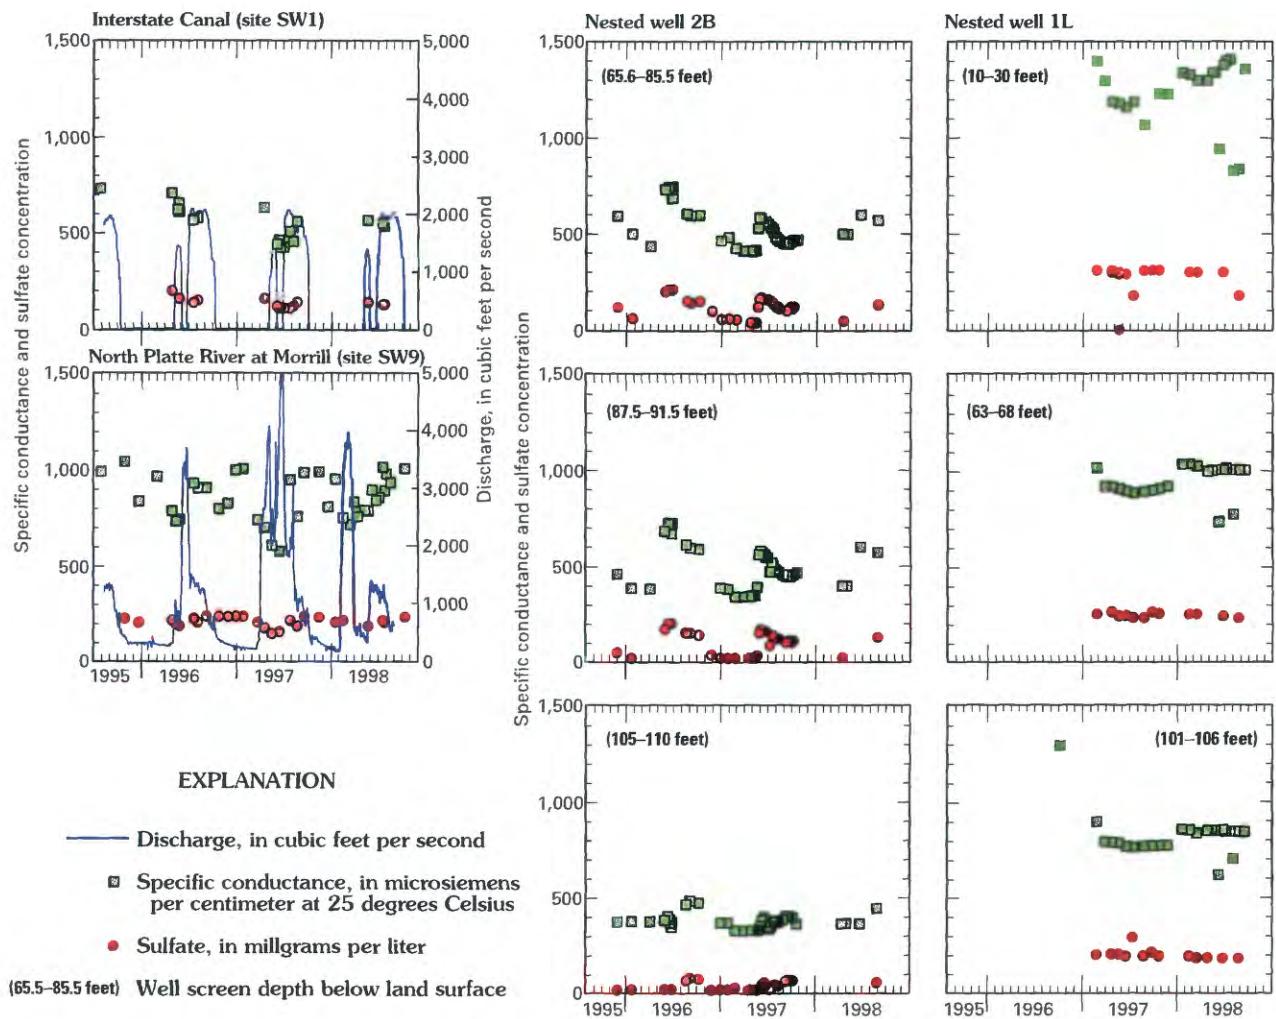 Interstate Canal (site SW1)
1,500
1,000
500
0
5,000
4,000
3,000
2,000
1,000
0
Specific conductance and sulfate concentration
Discharge, in cubic feet per second
North Platte River at Morrill (site SW9)
1,500
1,000
500
0
5,000
4,000
3,000
2,000
1,000
0
1995 1996 1997 1998
EXPLANATION
Discharge, in cubic feet per second
Specific conductance, in microsiemens
per centimeter at 25 degrees Celsius
Sulfate, in millgrams per liter
(65.5–85.5 feet) Well screen depth below land surface
Nested well 2B
Specific conductance and sulfate concentration
1,500
1,000
500
0
(65.6–85.5 feet)
1,500
1,000
500
0
(87.5–91.5 feet)
1,500
1,000
500
0
(105–110 feet)
1995 1996 1997 1998
Nested well 1L
(10–30 feet)
(63–68 feet)
(101–106 feet)
1995 1996 1997 1998